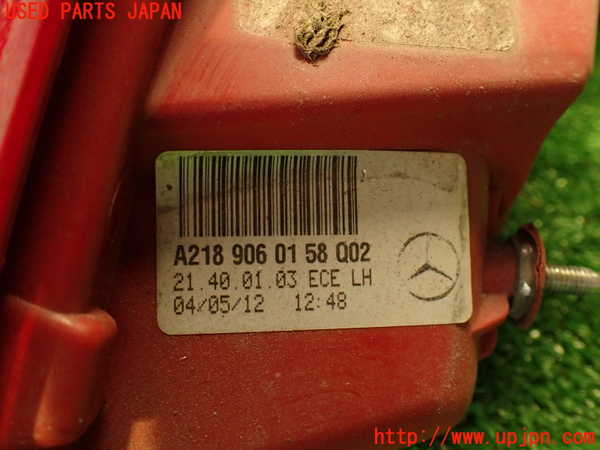 USED PARTS JAPAN
A218 906 01 58 Q02
21.40.01.03 ECE LH
04/05/12 12:48
http://www.upjpn.com